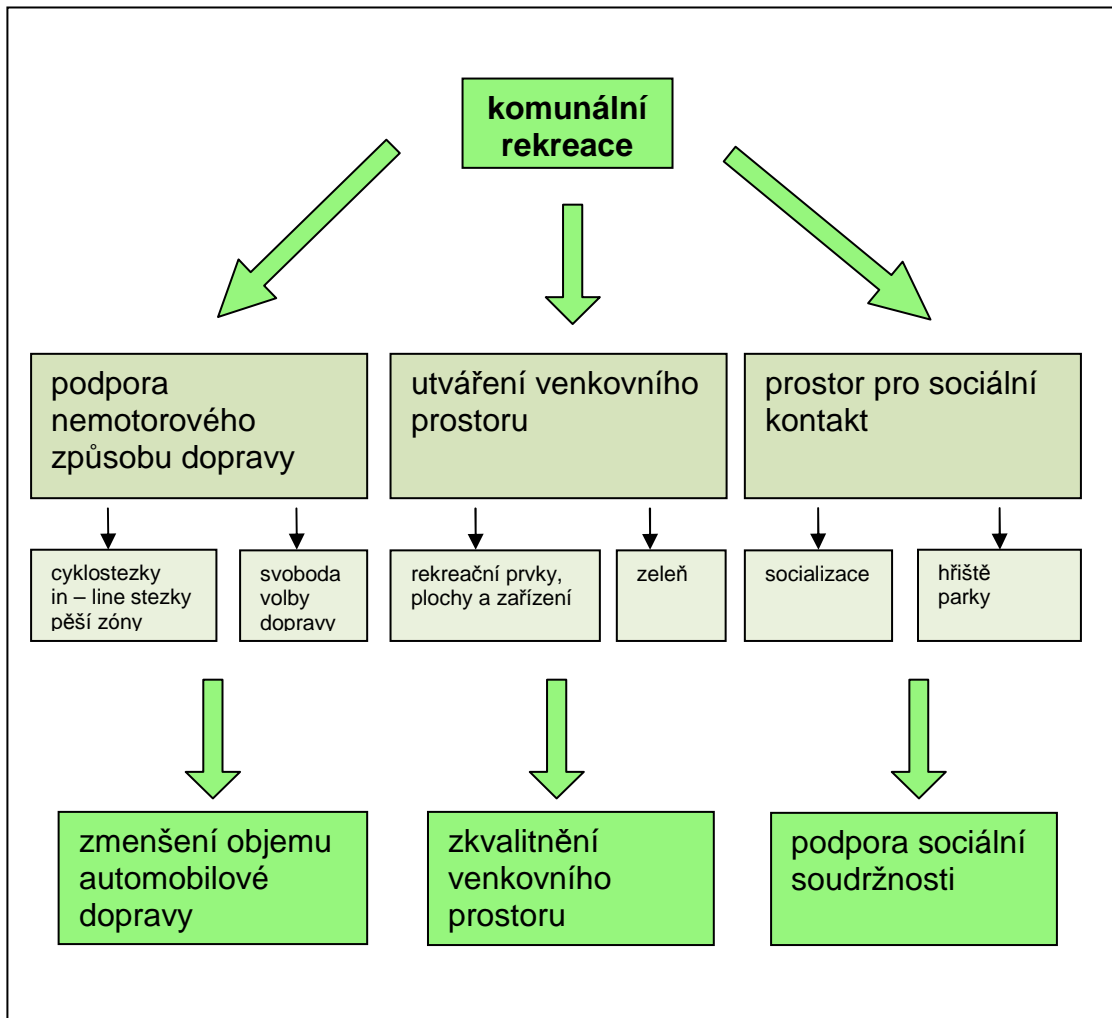 komunální
rekreace
podpora
nemotorového
způsobu dopravy
utváření venkovního
prostoru
prostor pro sociální
kontakt
cyklostezky
in – line stezky
pěší zóny
svoboda
volby
dopravy
rekreační prvky,
plochy a zařízení
zeleň
socializace
hřiště
parky
zmenšení objemu
automobilové
dopravy
zkvalitnění
venkovního
prostoru
podpora sociální
soudržnosti